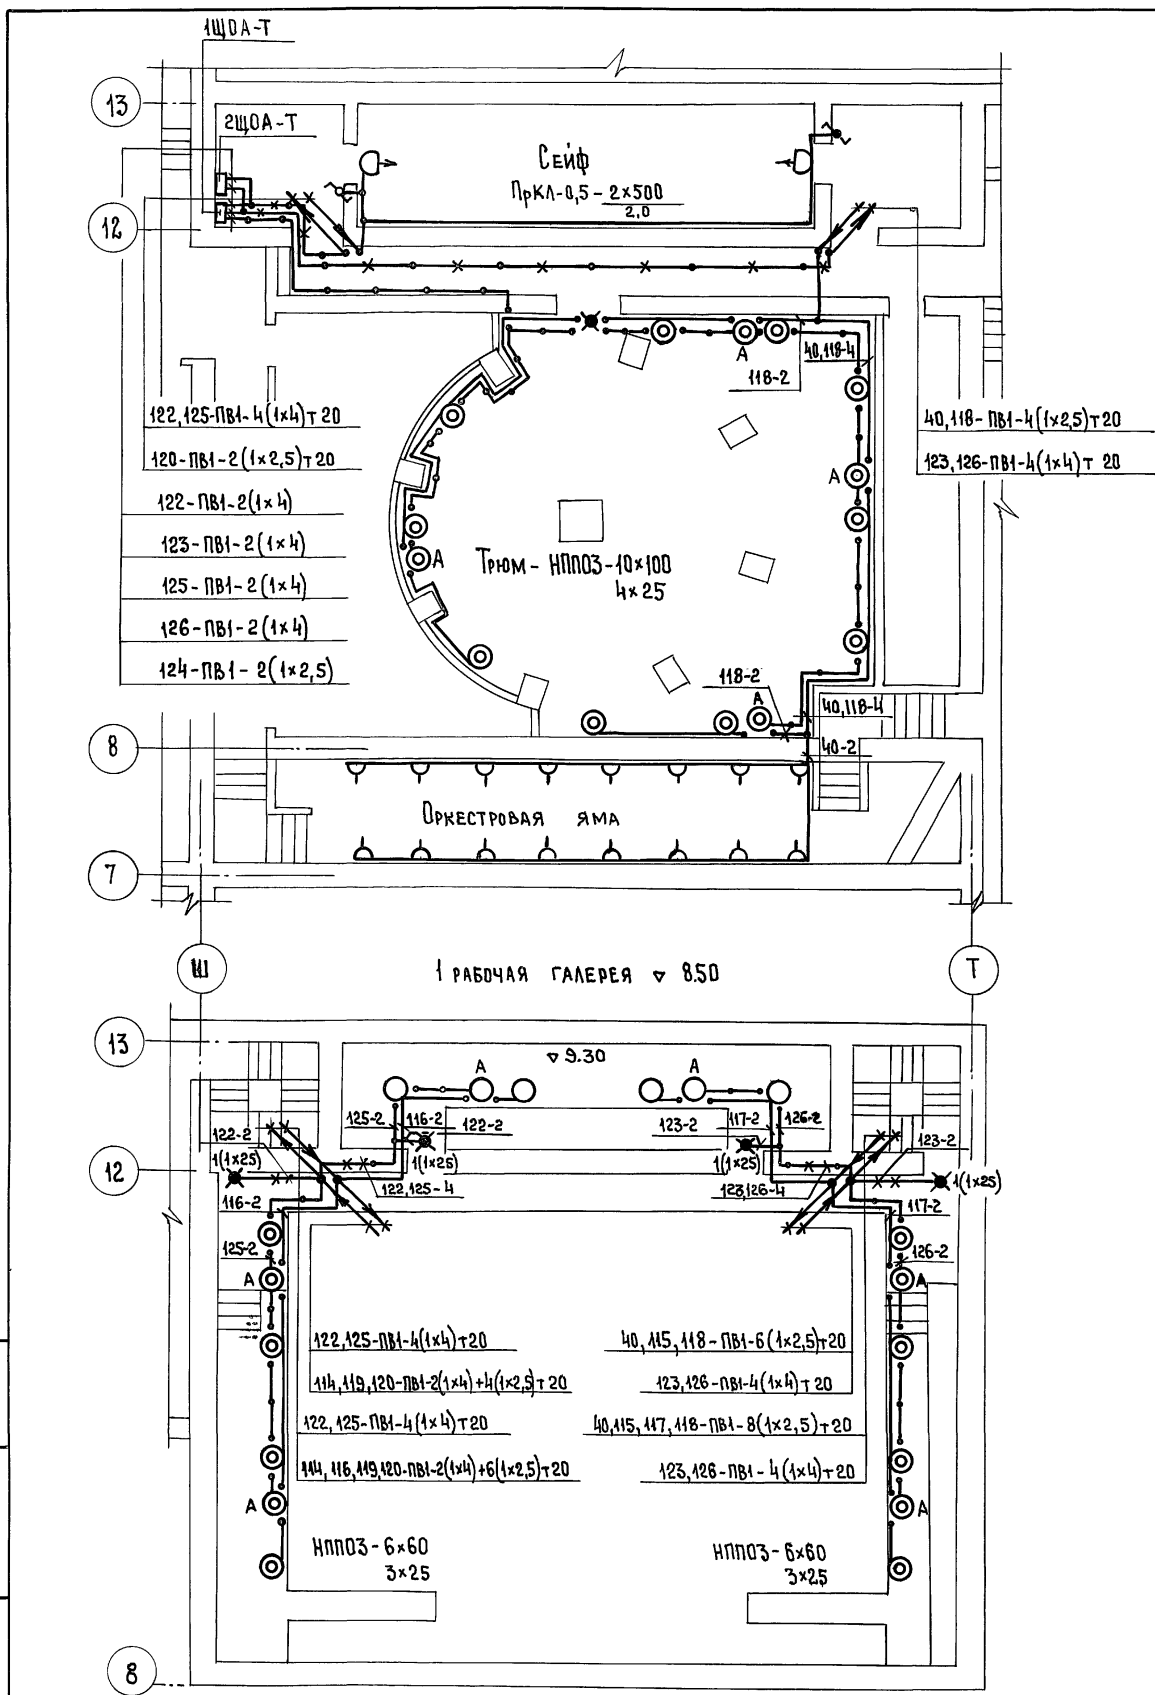 1ЩОА-Т
13
2ЩОА-Т
Сейф
ПрКЛ-0,5 - 2×500
2,0
12
А
40,118-4
118-2
122,125-ПВ1-4(1×4)т20
40,118-ПВ1-4(1×2,5)т20
120-ПВ1-2(1×2,5)т20
123,126-ПВ1-4(1×4)т 20
А
122-ПВ1-2(1×4)
123-ПВ1-2(1×4)
А
Трюм - НПП03-10×100
4×25
125-ПВ1-2(1×4)
126-ПВ1-2(1×4)
124-ПВ1-2(1×2,5)
118-2
А
40,118-4
8
40-2
Оркестровая яма
7
Ш
1 рабочая галерея ▿ 8.50
Т
13
▿ 9.30
А
А
125-2
116-2
122-2
123-2
117-2
126-2
122-2
123-2
12
1(1×25)
1(1×25)
1(1×25)
1(1×25)
122,125-4
123,126-4
116-2
117-2
125-2
126-2
А
А
122,125-ПВ1-4(1×4)т20
40,115,118-ПВ1-6(1×2,5)т20
114,119,120-ПВ1-2(1×4)+4(1×2,5)т20
123,126-ПВ1-4(1×4)т20
122,125-ПВ1-4(1×4)т20
40,115,117,118-ПВ1-8(1×2,5)т20
114,116,119,120-ПВ1-2(1×4)+6(1×2,5)т20
123,126-ПВ1-4(1×4)т20
А
А
НПП03-6×60
3×25
НПП03-6×60
3×25
8